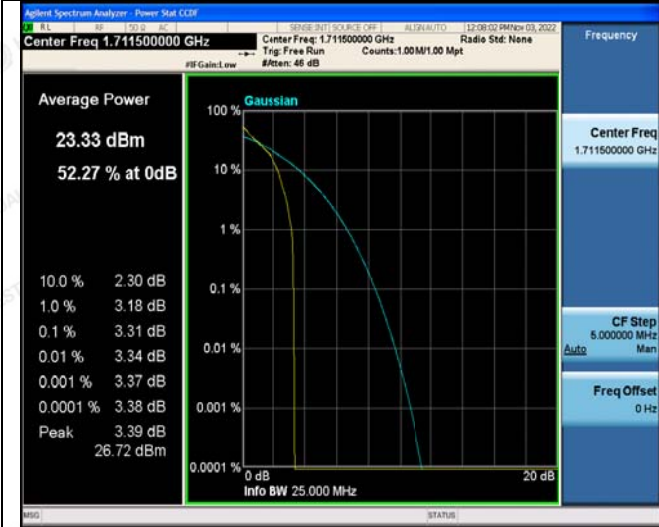 Agilent Spectrum Analyzer - Power Stat CCDF
RL RF 50 Ω AC SENSE:INT SOURCE OFF ALIGNAUTO 12:08:02 PM Nov 03, 2022
Center Freq 1.711500000 GHz
Center Freq: 1.711500000 GHz Radio Std: None
Trig: Free Run Counts:1.00 M/1.00 Mpt
#IFGain:Low #Atten: 46 dB
Frequency
Average Power
23.33 dBm
52.27 % at 0dB
10.0 % 2.30 dB
1.0 % 3.18 dB
0.1 % 3.31 dB
0.01 % 3.34 dB
0.001 % 3.37 dB
0.0001 % 3.38 dB
Peak 3.39 dB
26.72 dBm
Gaussian
100 %
10 %
1 %
0.1 %
0.01 %
0.001 %
0.0001 %
0 dB 20 dB
Info BW 25.000 MHz
Center Freq
1.711500000 GHz
CF Step
5.000000 MHz
Auto Man
Freq Offset
0 Hz
MSG STATUS